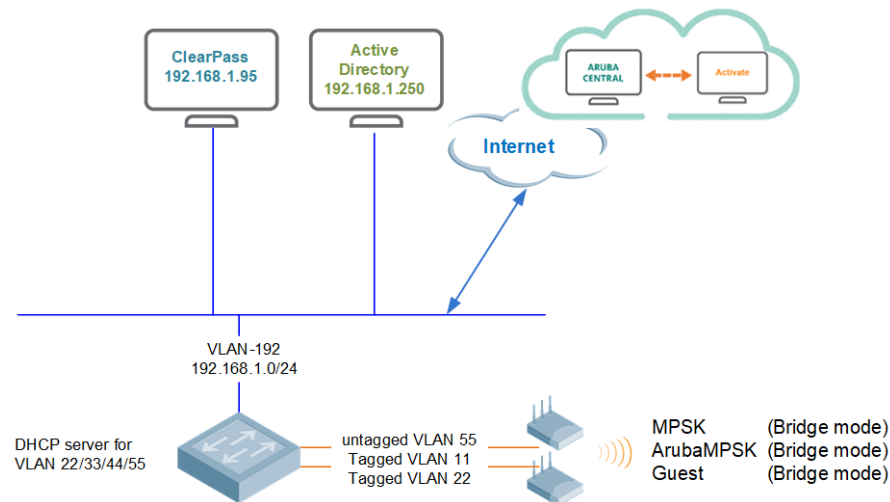 ClearPass
192.168.1.95
Active
Directory
192.168.1.250
ARUBA
CENTRAL
Activate
Internet
VLAN-192
192.168.1.0/24
DHCP server for
VLAN 22/33/44/55
untagged VLAN 55
Tagged VLAN 11
Tagged VLAN 22
MPSK (Bridge mode)
ArubaMPSK (Bridge mode)
Guest (Bridge mode)